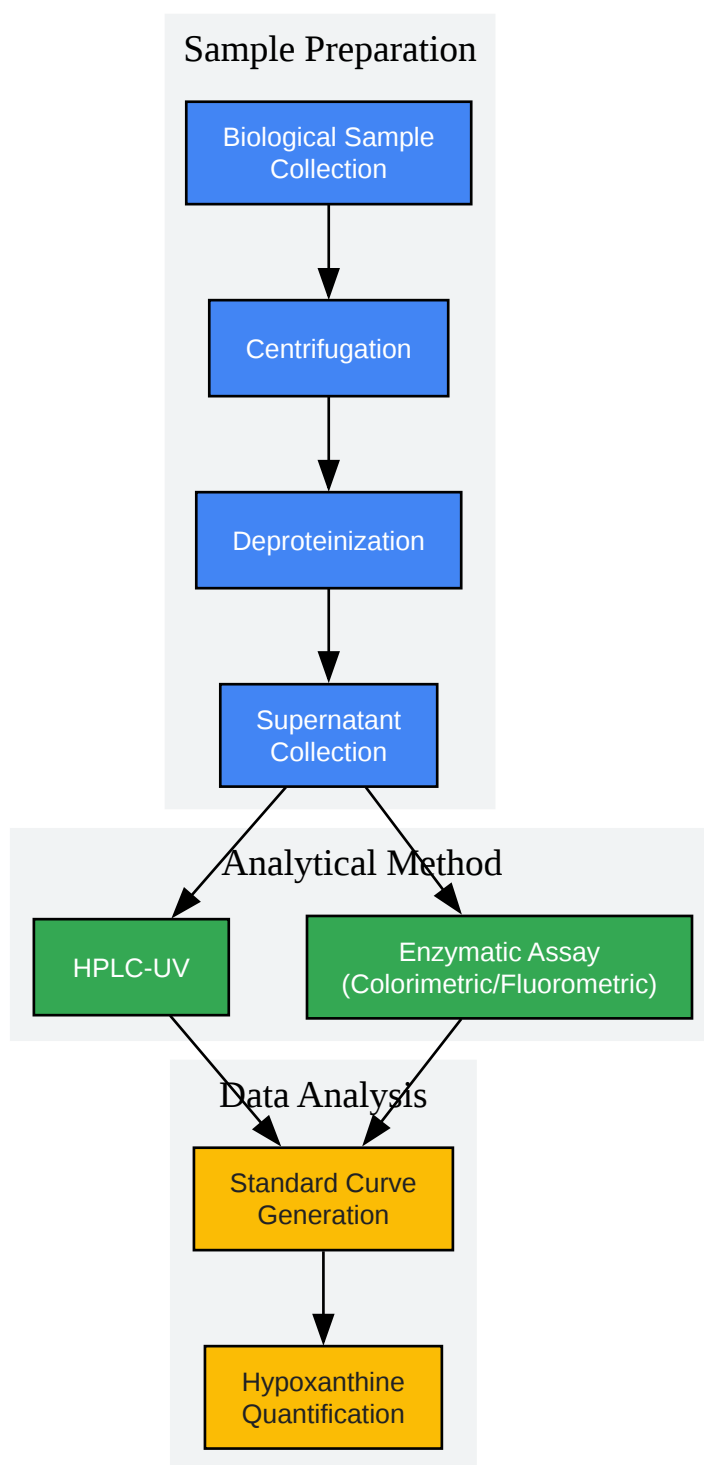 Sample Preparation
Biological Sample
Collection
Centrifugation
Deproteinization
Supernatant
Collection
Analytical Method
HPLC-UV
Enzymatic Assay
(Colorimetric/Fluorometric)
Data Analysis
Standard Curve
Generation
Hypoxanthine
Quantification